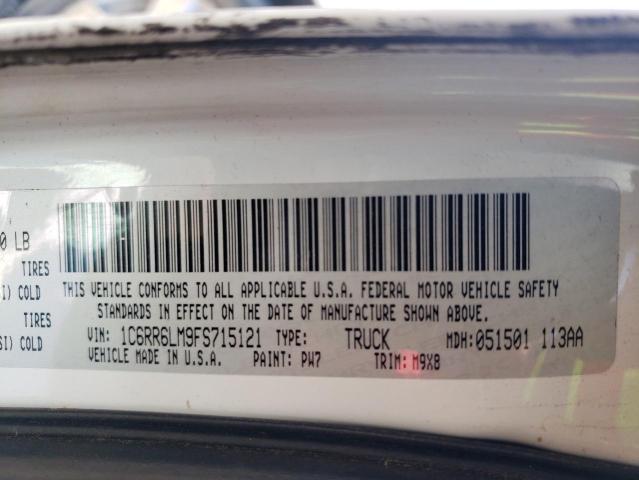 0 LB
TIRES
SI) COLD
TIRES
SI) COLD
THIS VEHICLE CONFORMS TO ALL APPLICABLE U.S.A. FEDERAL MOTOR VEHICLE SAFETY
STANDARDS IN EFFECT ON THE DATE OF MANUFACTURE SHOWN ABOVE.
VIN: 1C6RR6LM9FS715121 TYPE: TRUCK MDH:051501 113AA
VEHICLE MADE IN U.S.A. PAINT: PW7 TRIM: M9X8